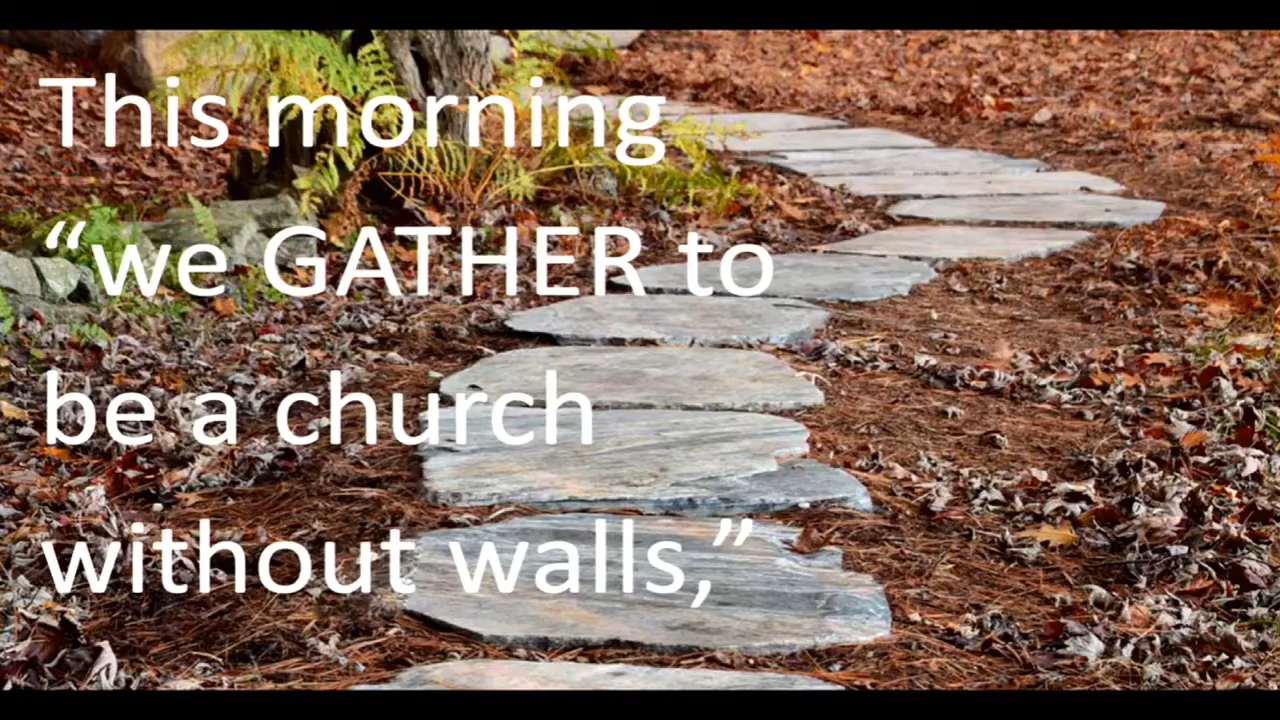 This morning
“we GATHER to
be a church
without walls,”